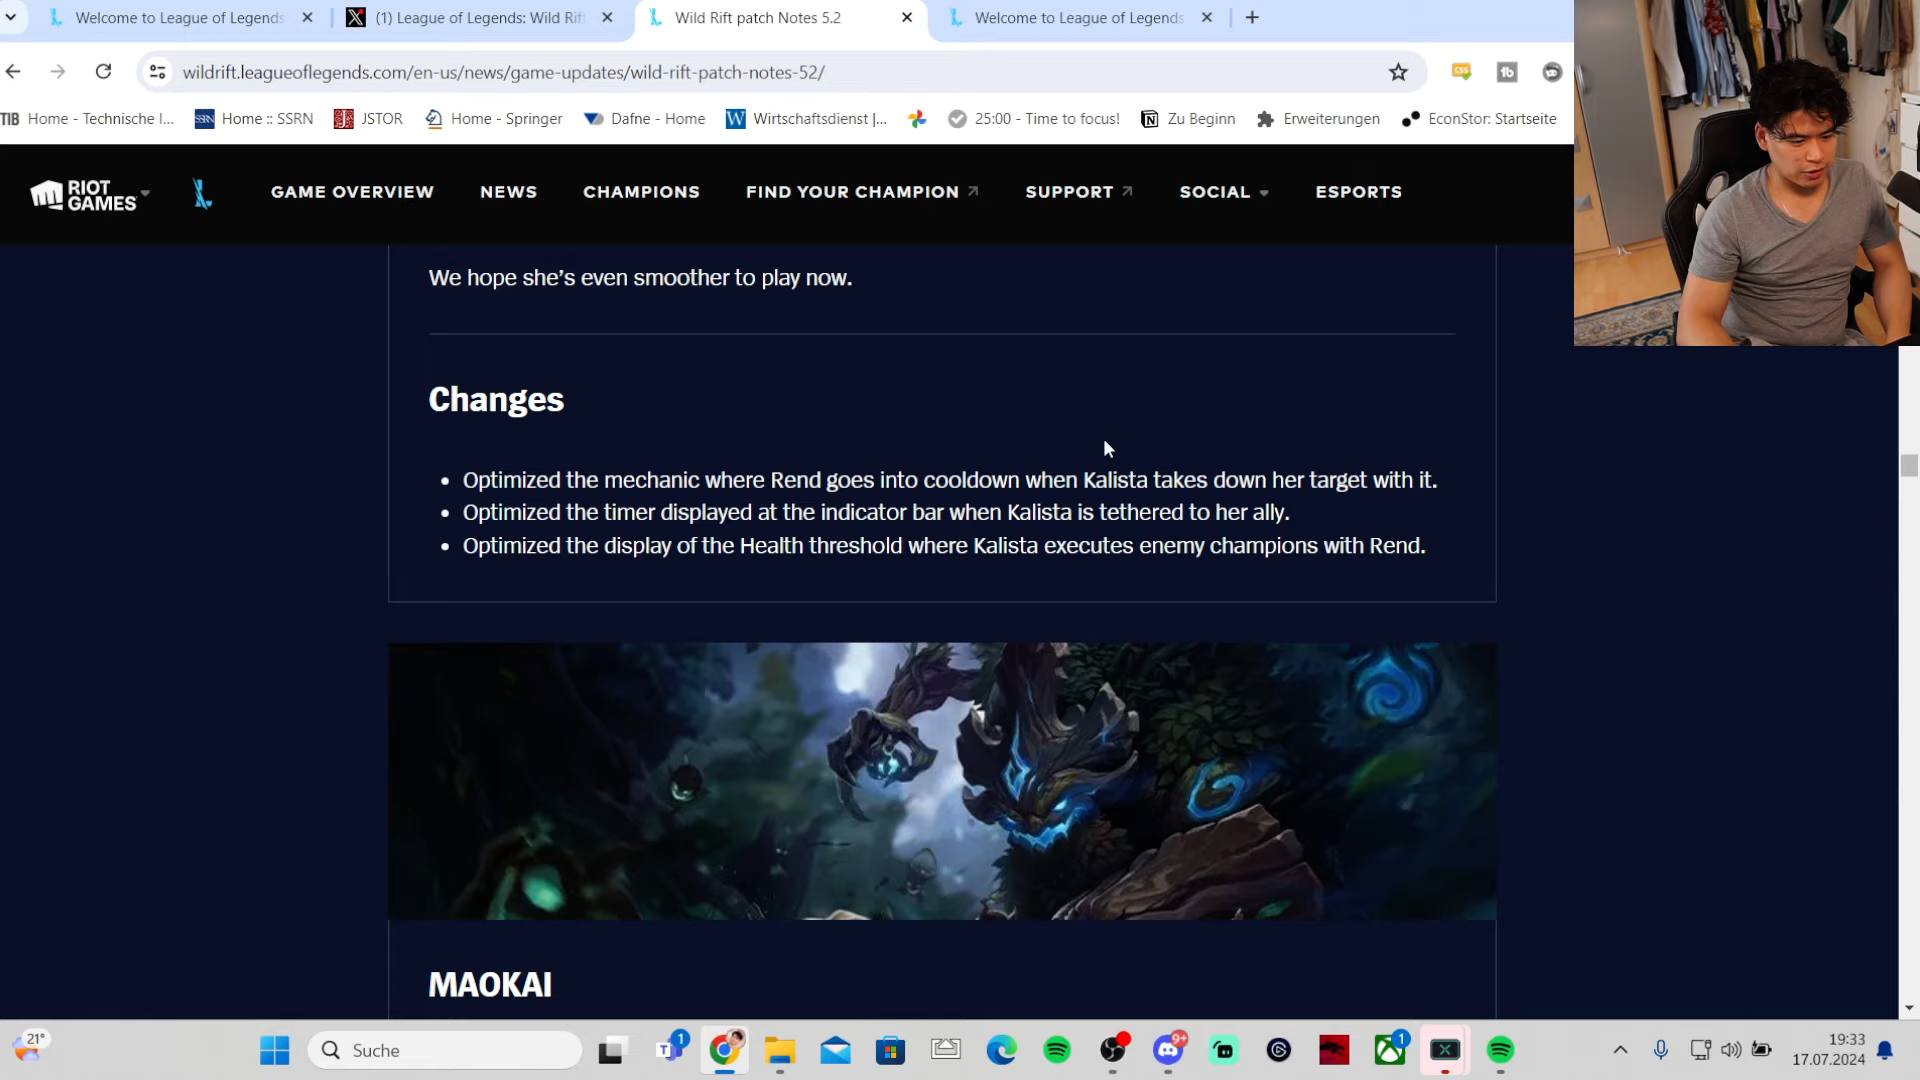 Welcome to League of Legends
(1) League of Legends: Wild Rif
Wild Rift patch Notes 5.2
Welcome to League of Legends
wildrift.leagueoflegends.com/en-us/news/game-updates/wild-rift-patch-notes-52/
TIB Home - Technische I...
SSRN Home :: SSRN
JSTOR
Home - Springer
Dafne - Home
W Wirtschaftsdienst |...
25:00 - Time to focus!
Zu Beginn
Erweiterungen
EconStor: Startseite
RIOT GAMES
GAME OVERVIEW
NEWS
CHAMPIONS
FIND YOUR CHAMPION
SUPPORT
SOCIAL
ESPORTS
We hope she's even smoother to play now.
Changes
• Optimized the mechanic where Rend goes into cooldown when Kalista takes down her target with it.
• Optimized the timer displayed at the indicator bar when Kalista is tethered to her ally.
• Optimized the display of the Health threshold where Kalista executes enemy champions with Rend.
MAOKAI
21°
Suche
1
9+
1
19:33
17.07.2024